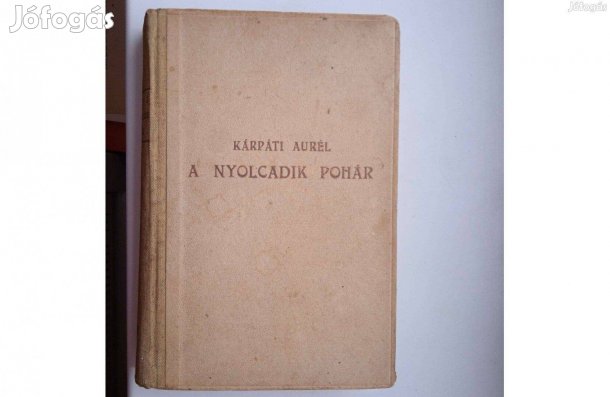 Jófogás
Jófogás
KÁRPÁTI AURÉL
A NYOLCADIK POHÁR